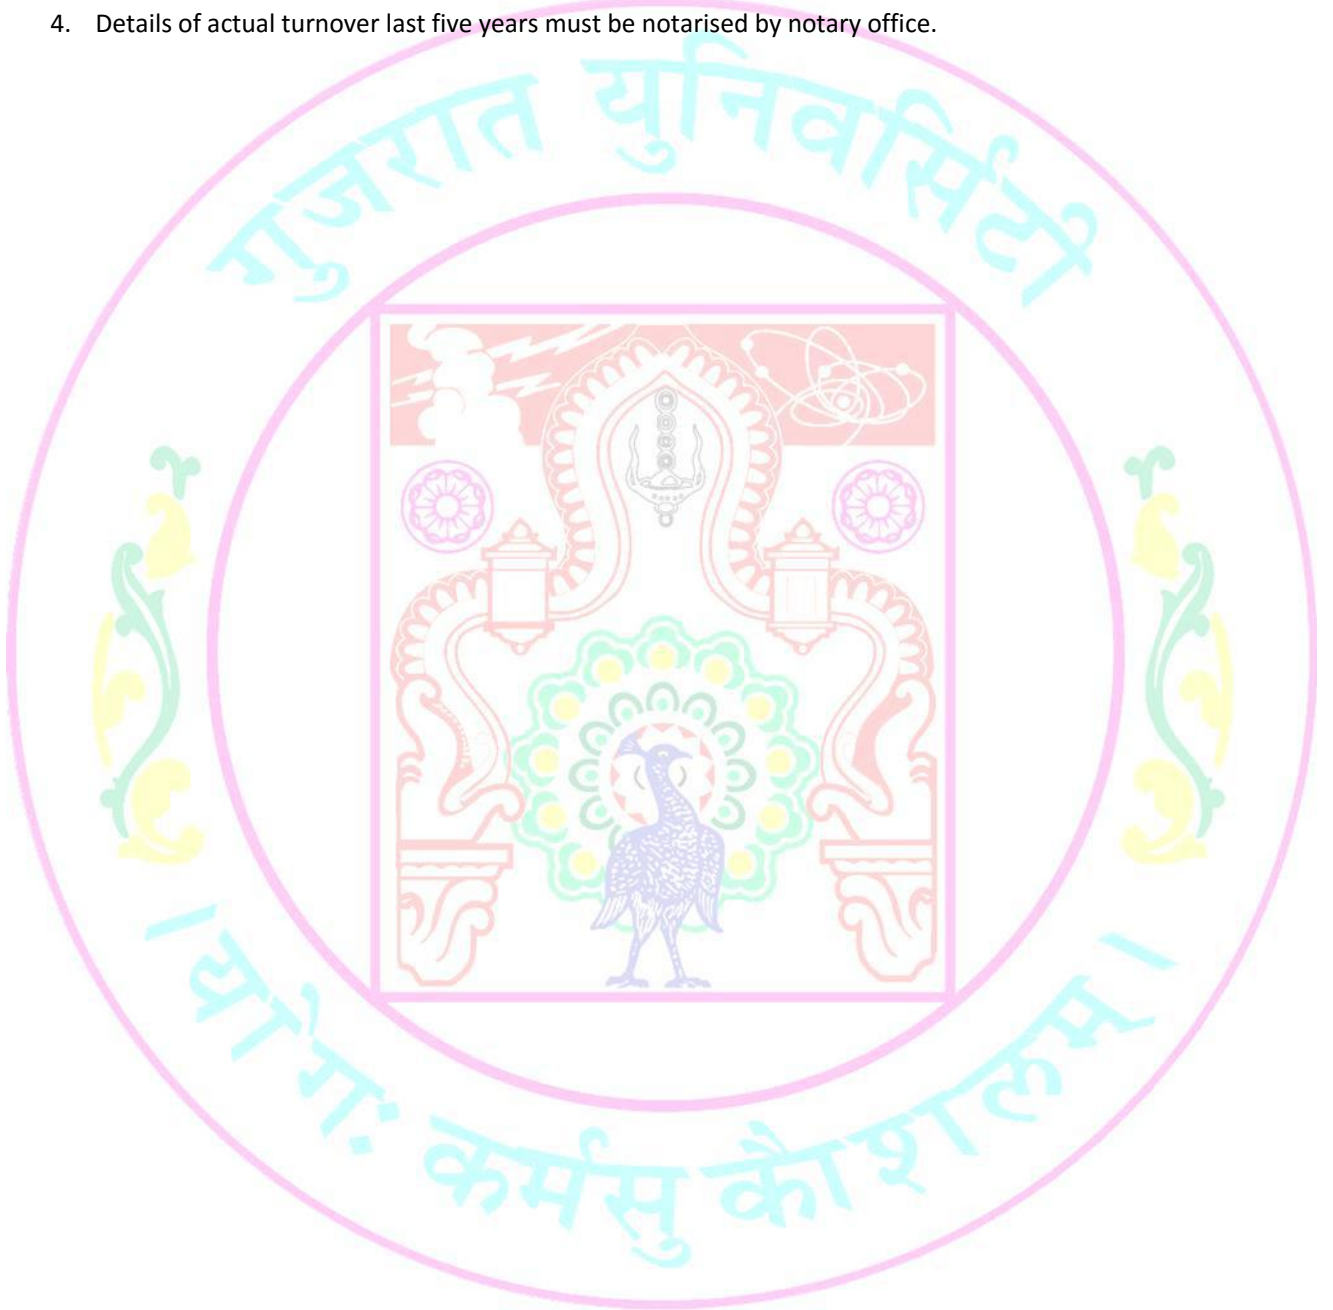 4. Details of actual turnover last five years must be notarised by notary office.
गुजरात युनिवर्सिटी
। योगः कर्मसु कौशलम् ।